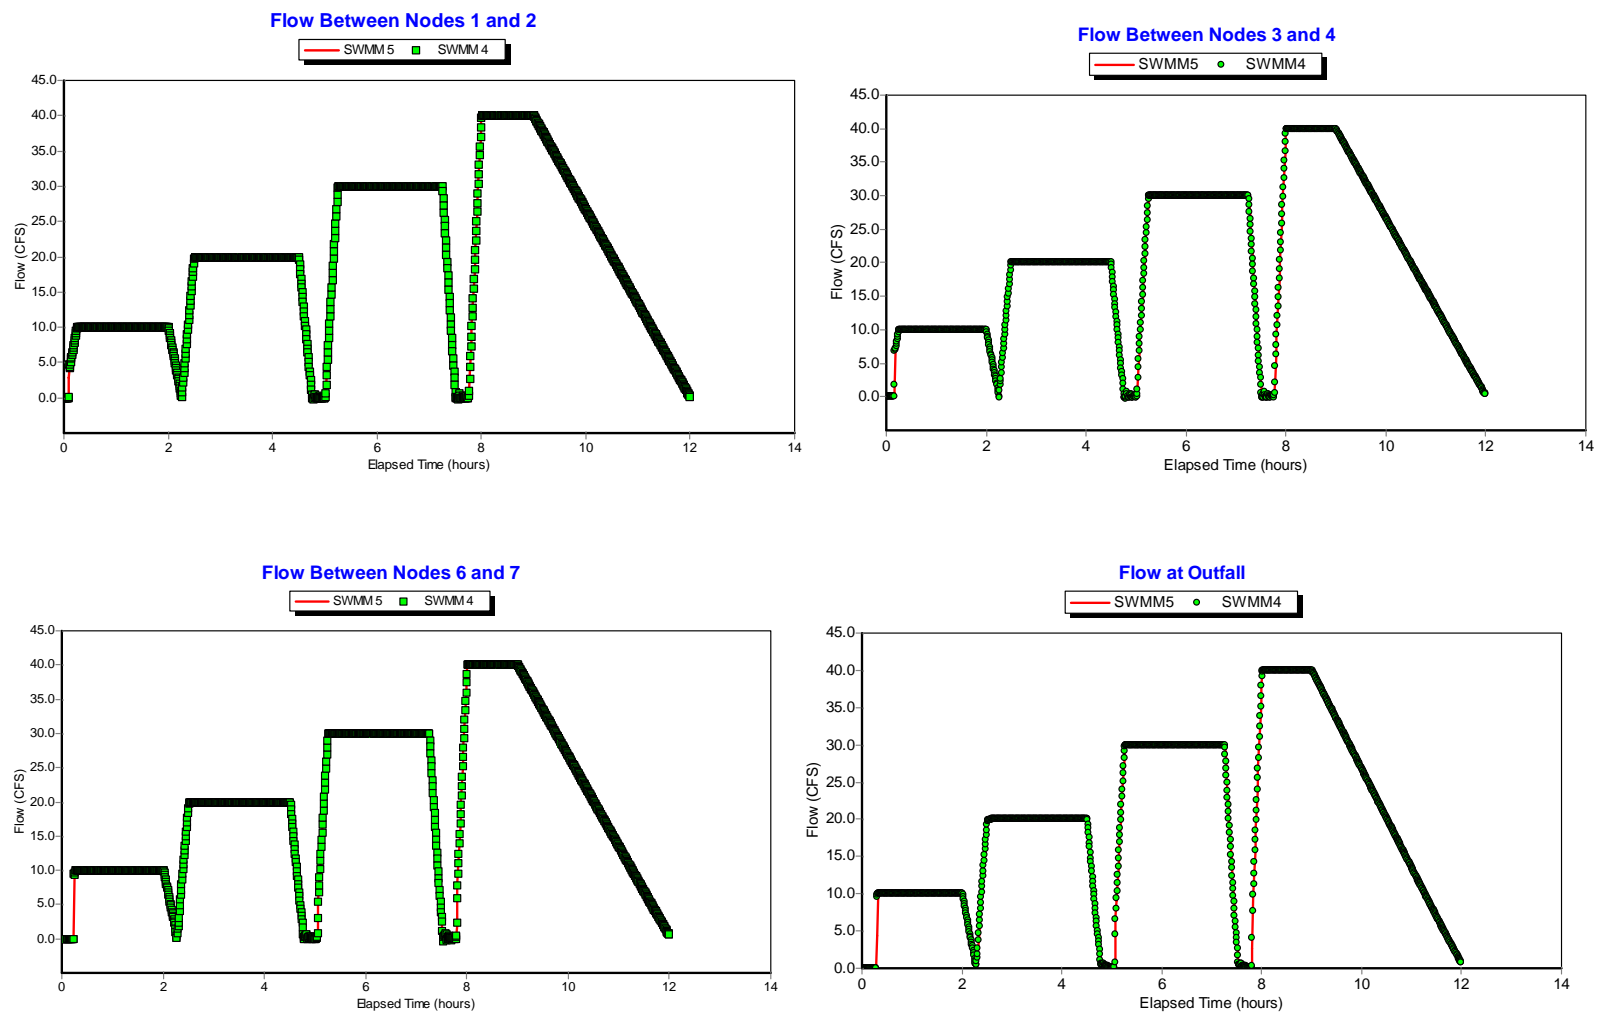 Flow Between Nodes 1 and 2
SWMM 5 SWMM 4
45.0
40.0
35.0
30.0
25.0
20.0
15.0
10.0
5.0
0.0
Flow (CFS)
0 2 4 6 8 10 12 14
Elapsed Time (hours)
Flow Between Nodes 3 and 4
SWMM5 SWMM4
45.0
40.0
35.0
30.0
25.0
20.0
15.0
10.0
5.0
0.0
Flow (CFS)
0 2 4 6 8 10 12 14
Elapsed Time (hours)
Flow Between Nodes 6 and 7
SWMM 5 SWMM 4
45.0
40.0
35.0
30.0
25.0
20.0
15.0
10.0
5.0
0.0
Flow (CFS)
0 2 4 6 8 10 12 14
Elapsed Time (hours)
Flow at Outfall
SWMM5 SWMM4
45.0
40.0
35.0
30.0
25.0
20.0
15.0
10.0
5.0
0.0
Flow (CFS)
0 2 4 6 8 10 12 14
Elapsed Time (hours)